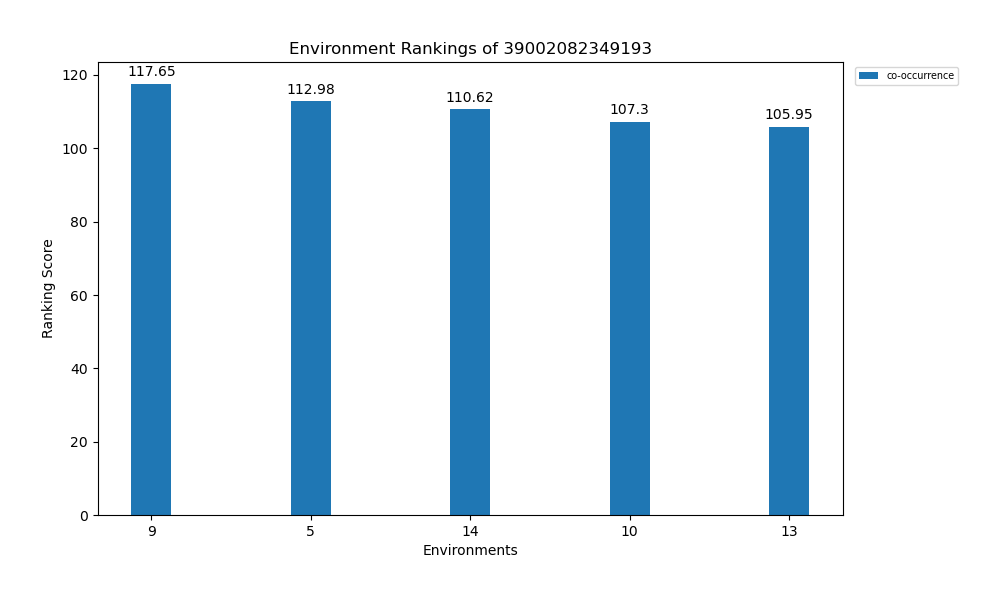 Environment Rankings of 39002082349193
co-occurrence
117.65
112.98
110.62
107.3
105.95
120
100
80
60
40
20
0
Ranking Score
9 5 14 10 13
Environments